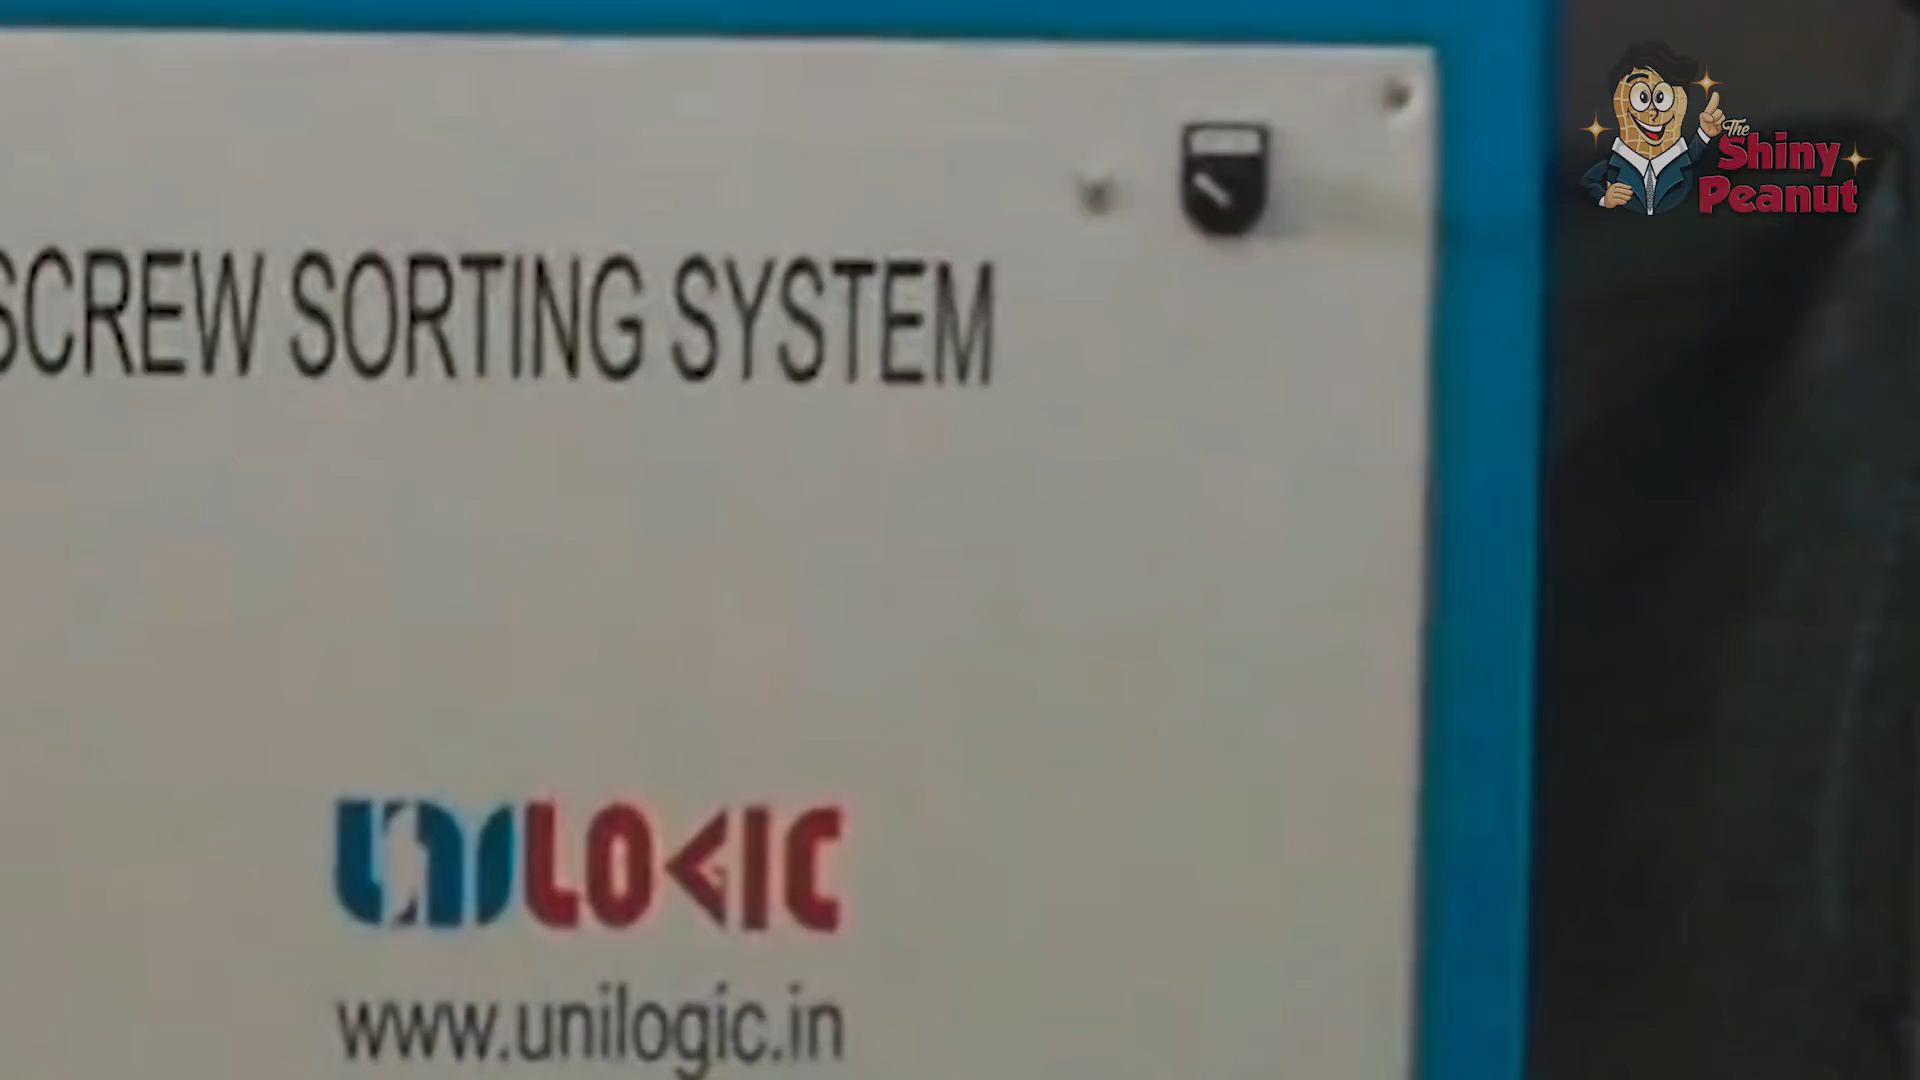 The
Shiny
Peanut
SCREW SORTING SYSTEM
UNILOGIC
www.unilogic.in